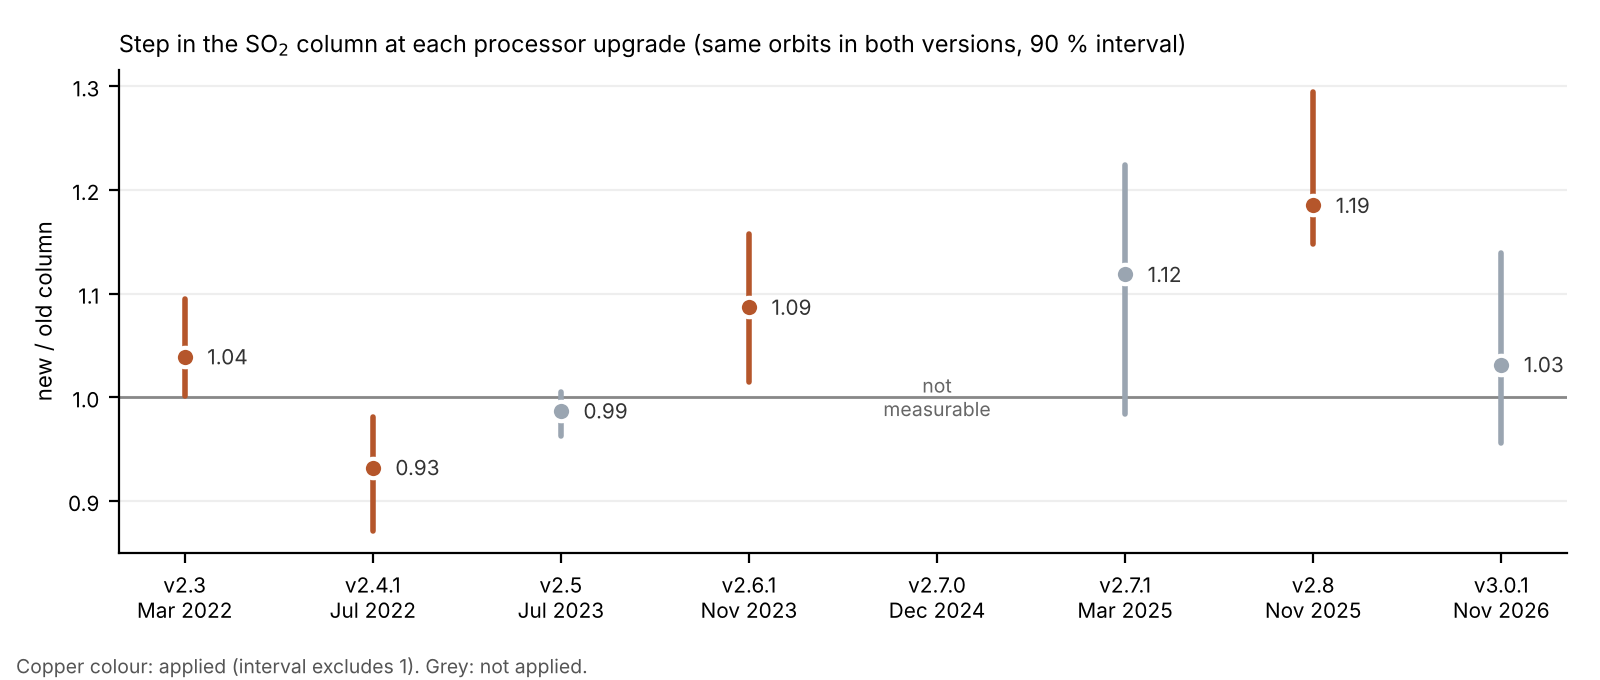 Step in the SO₂ column at each processor upgrade (same orbits in both versions, 90 % interval)
new / old column
1.3
1.2
1.1
1.0
0.9
1.04
0.93
0.99
1.09
not
measurable
1.12
1.19
1.03
v2.3
Mar 2022
v2.4.1
Jul 2022
v2.5
Jul 2023
v2.6.1
Nov 2023
v2.7.0
Dec 2024
v2.7.1
Mar 2025
v2.8
Nov 2025
v3.0.1
Nov 2026
Copper colour: applied (interval excludes 1). Grey: not applied.